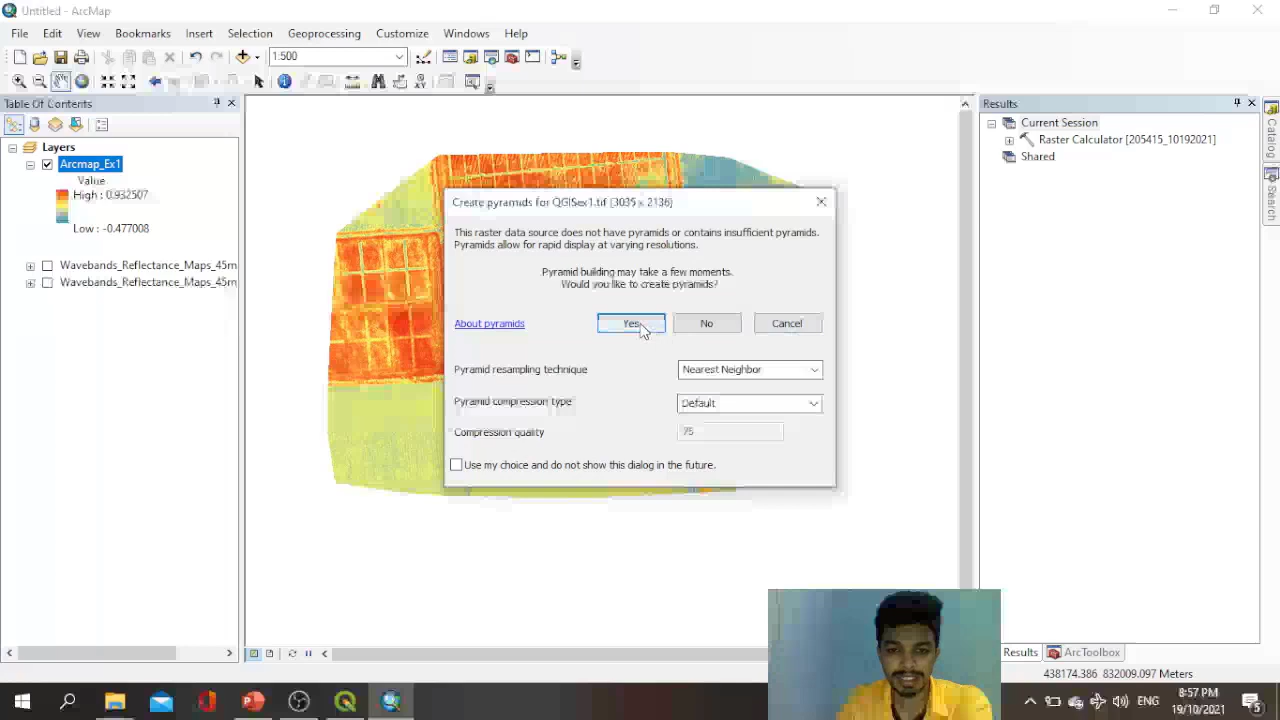 Untitled - ArcMap
File Edit View Bookmarks Insert Selection Geoprocessing Customize Windows Help
1:500
Table Of Contents
Layers
Arcmap_Ex1
Value
High : 0.932507
Low : -0.477008
Wavebands_Reflectance_Maps_45m
Wavebands_Reflectance_Maps_45m
Create pyramids for QGISex1.tif [3035 x 2136]
This raster data source does not have pyramids or contains insufficient pyramids.
Pyramids allow for rapid display at varying resolutions.
Pyramid building may take a few moments.
Would you like to create pyramids?
About pyramids Yes No Cancel
Pyramid resampling technique Nearest Neighbor
Pyramid compression type Default
Compression quality 75
Use my choice and do not show this dialog in the future.
Results
Current Session
Raster Calculator [205415_10192021]
Shared
Catalog
Search
Results ArcToolbox
438174.386 832009.097 Meters
ENG
8:57 PM
19/10/2021
5